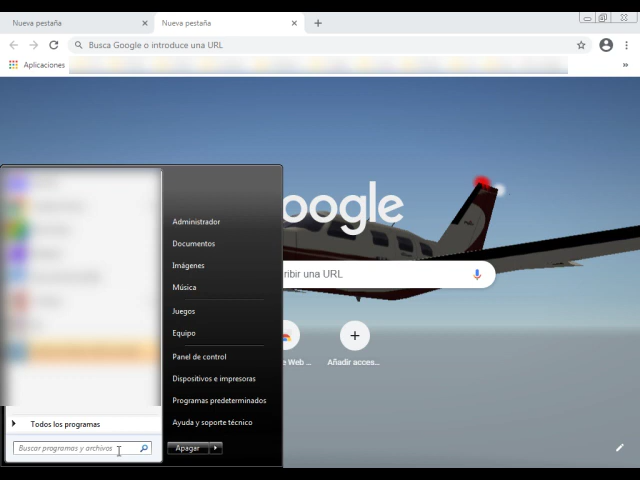 Nueva pestaña
Nueva pestaña
Busca Google o introduce una URL
Aplicaciones
oogle
ribir una URL
e Web ...
Añadir acces...
Administrador
Documentos
Imágenes
Música
Juegos
Equipo
Panel de control
Dispositivos e impresoras
Programas predeterminados
Ayuda y soporte técnico
Todos los programas
Buscar programas y archivos
Apagar